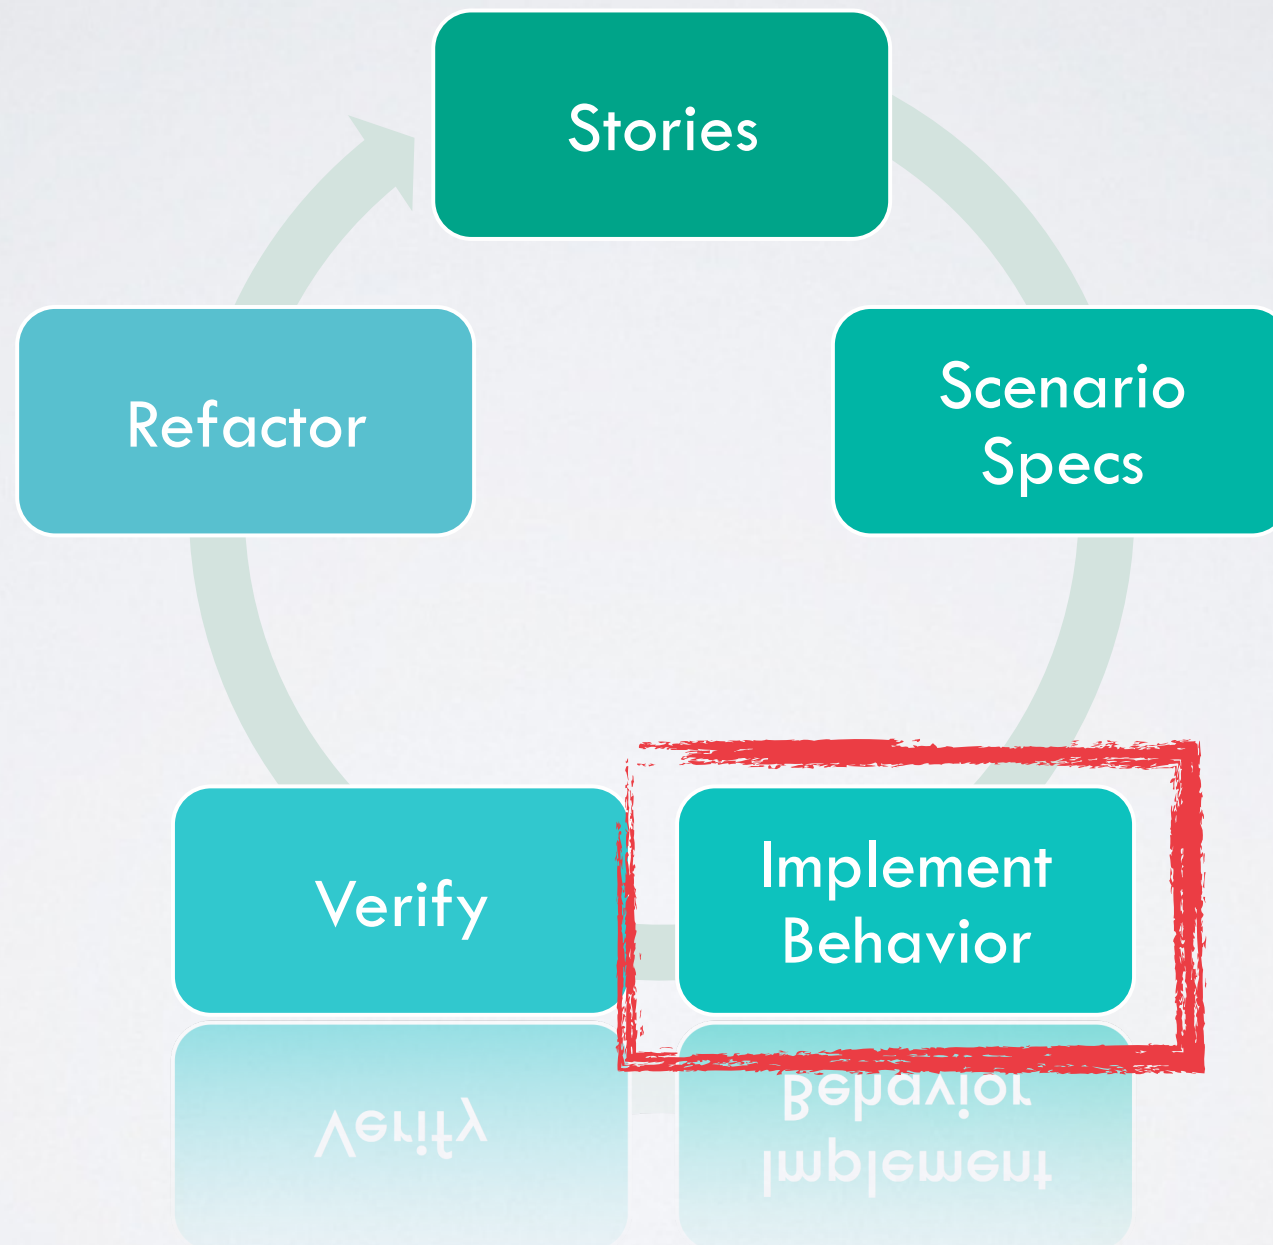 Stories
Scenario
Specs
Implement
Behavior
Verify
Refactor